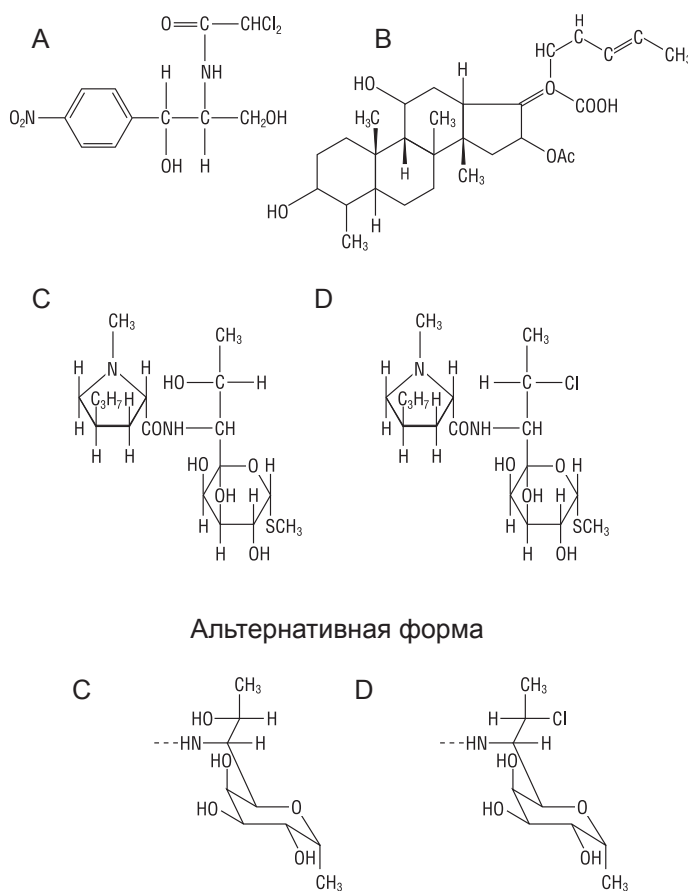 A
O
C
CHCl₂
H
NH
O₂N
C
C
CH₂OH
OH
H
B
HC
H
C
CH₃
O
COOH
HO
H
H₃C
CH₃
H
CH₃
OAc
HO
H
CH₃
C
CH₃
N
H
H
C₃H₇
H
H
H
CONH
CH₃
HO
C
H
CH
HO
O
H
OH
H
H
SCH₃
H
OH
D
CH₃
N
H
H
C₃H₇
H
H
H
CONH
CH₃
H
C
Cl
CH
HO
O
H
OH
H
H
SCH₃
H
OH
Альтернативная форма
C
CH₃
HO
H
HN
H
HO
O
HO
OH
CH₃
D
CH₃
H
Cl
HN
H
HO
O
HO
OH
CH₃